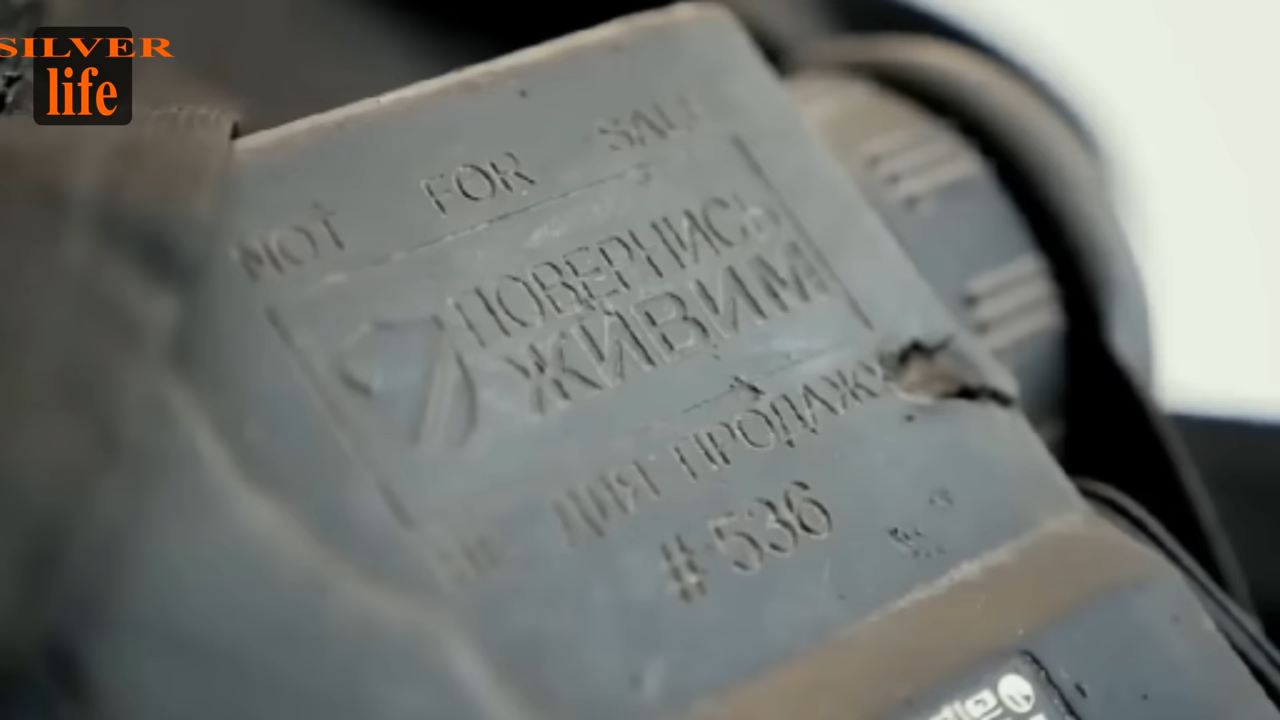 SILVER
life
NOT FOR SALE
ПОВЕРНИСЬ
ЖИВИМ
НЕ ДЛЯ ПРОДАЖУ
# 536